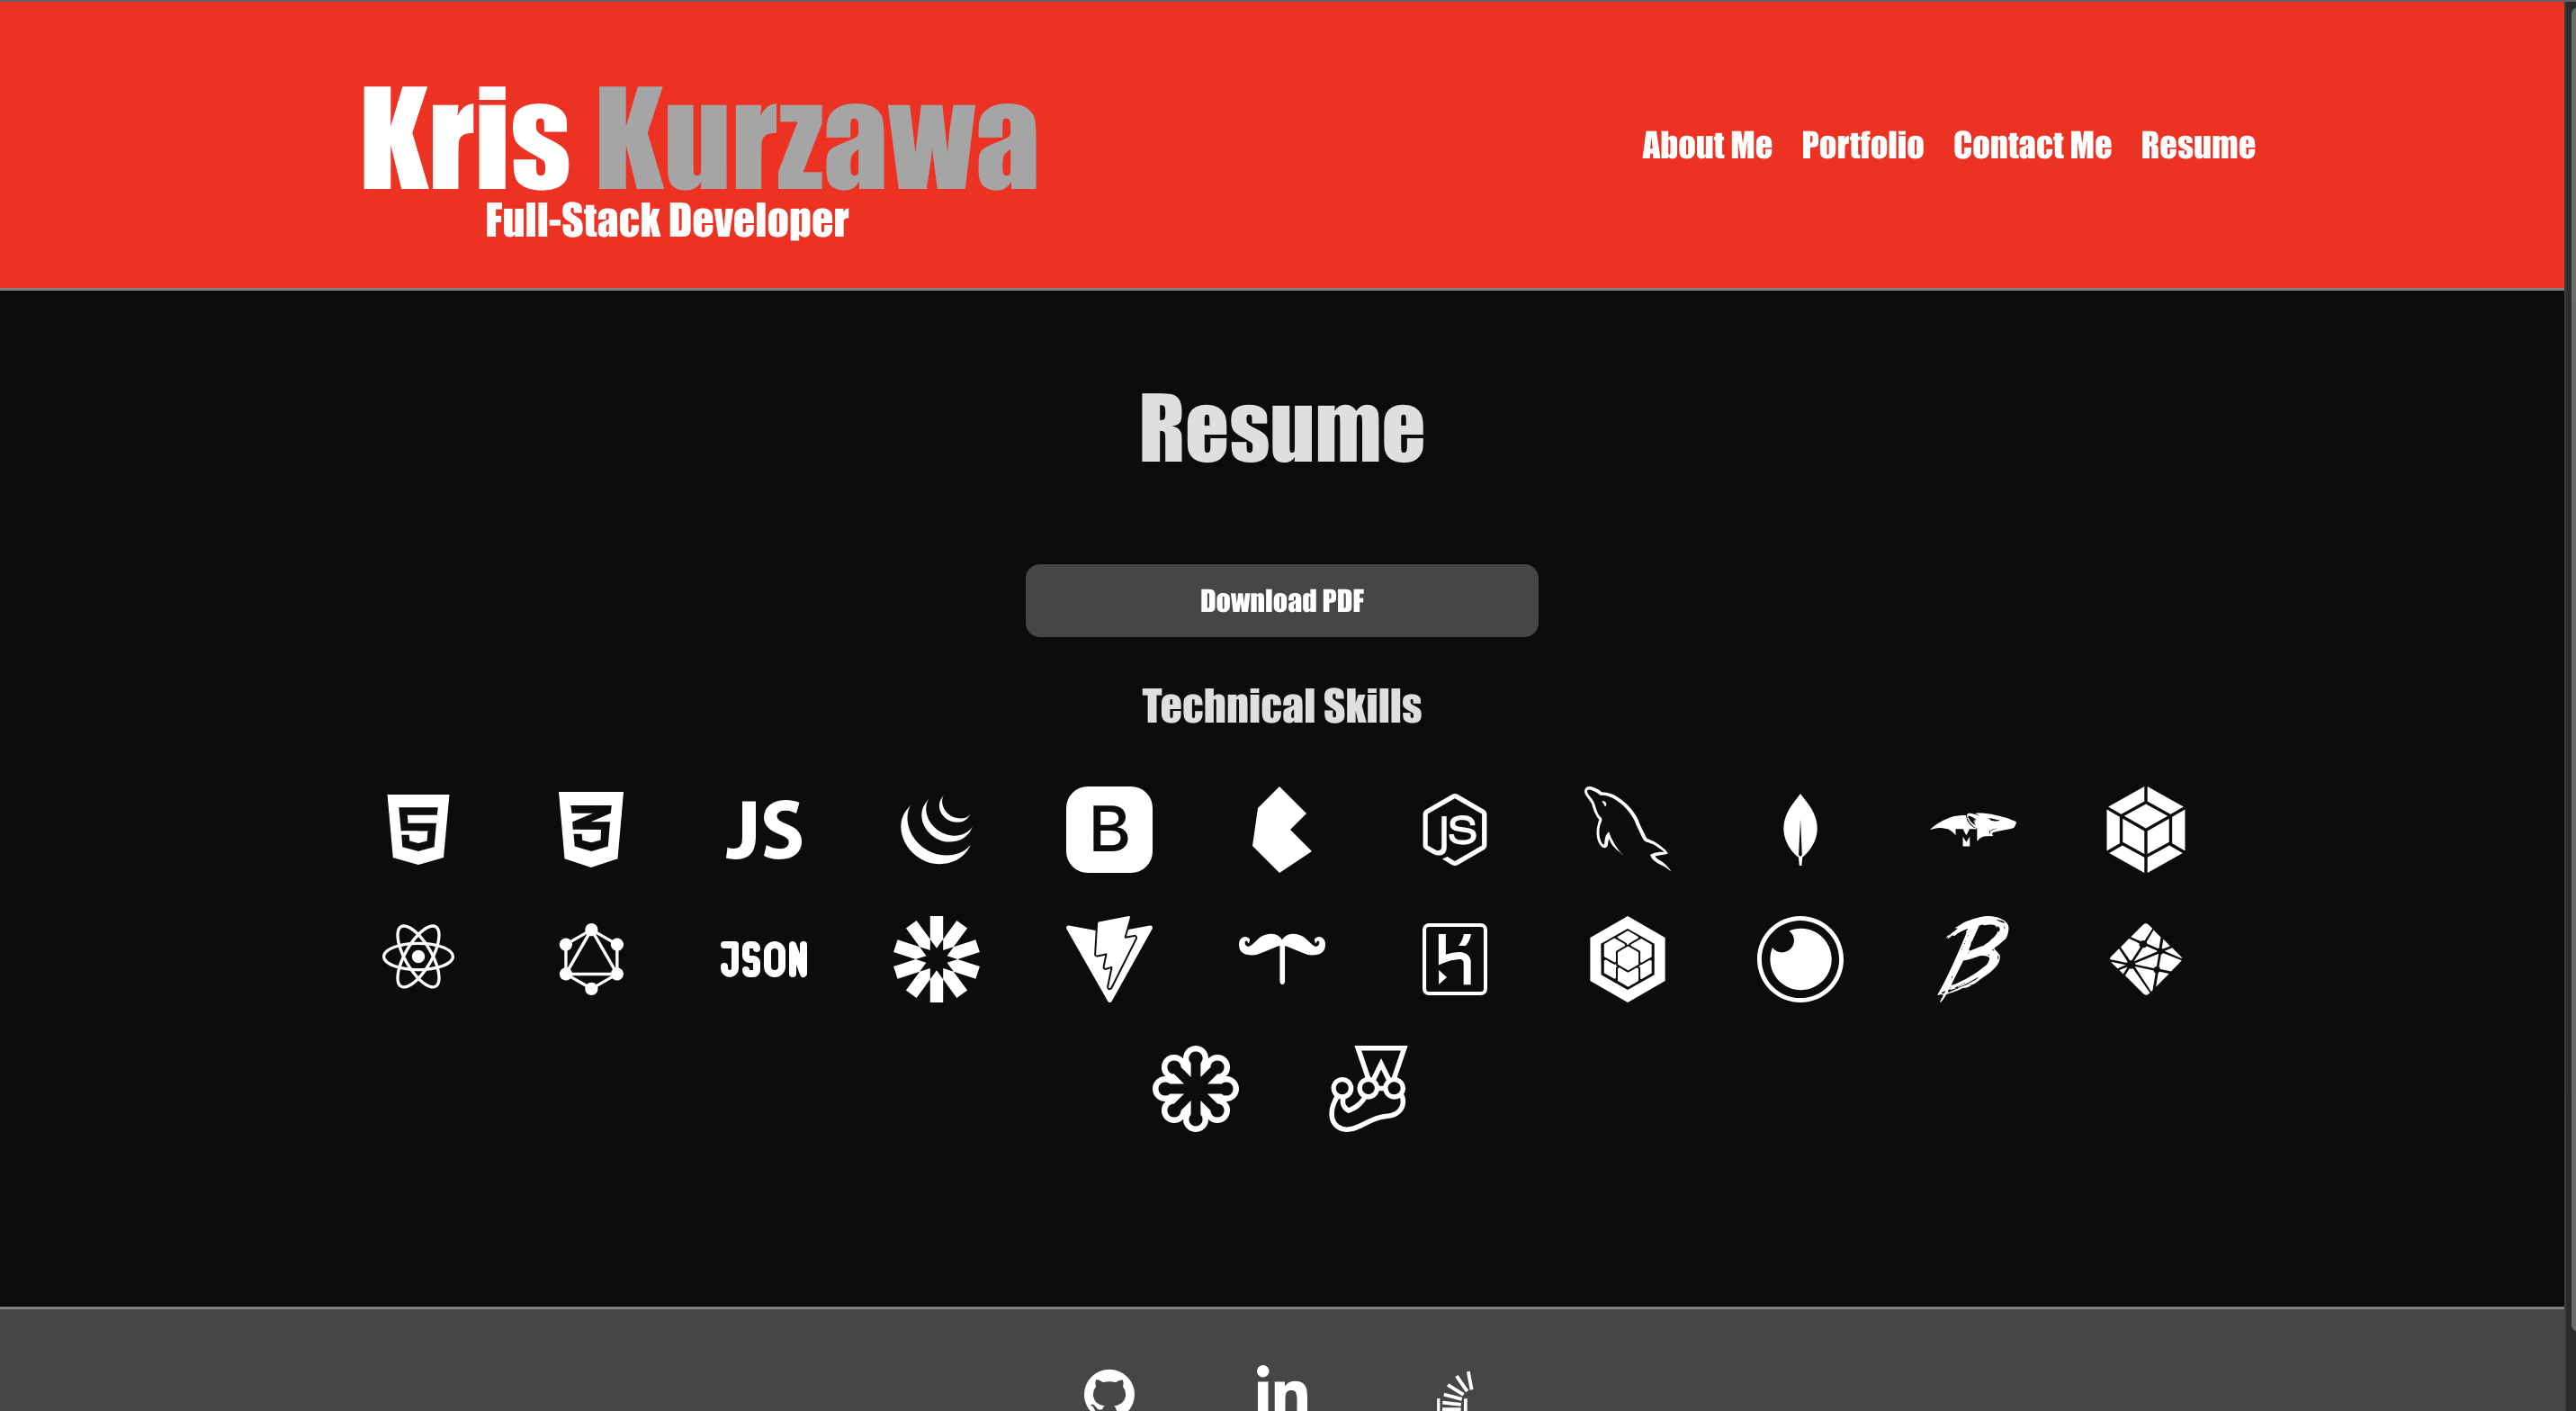 Kris Kurzawa
Full-Stack Developer
About Me Portfolio Contact Me Resume
Resume
Download PDF
Technical Skills
5 3 JS B JS M
JSON B
in